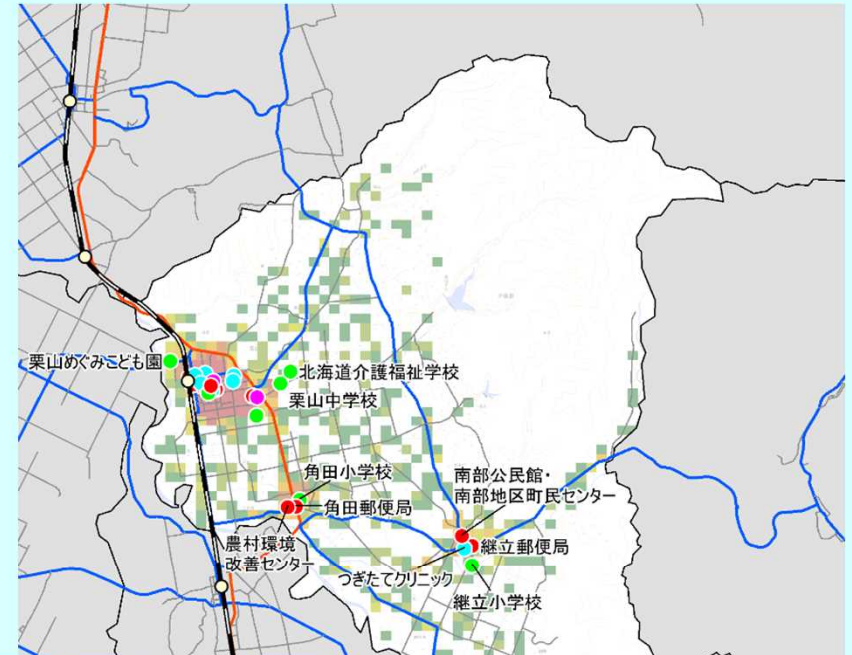 栗山めぐみこども園
北海道介護福祉学校
栗山中学校
角田小学校
角田郵便局
農村環境
改善センター
南部公民館・
南部地区町民センター
継立郵便局
つぎたてクリニック
継立小学校